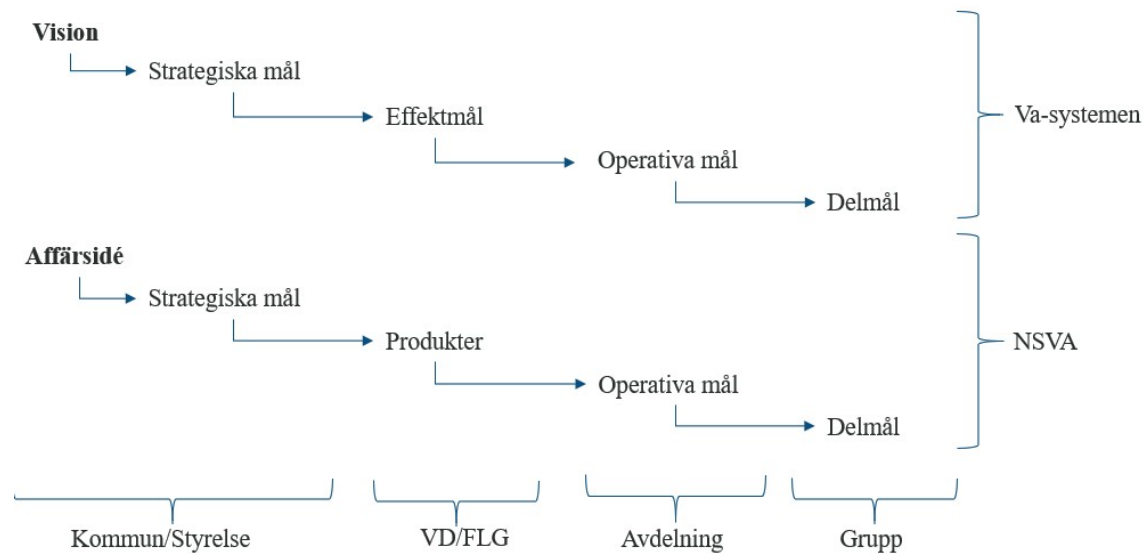 Vision
Strategiska mål
Effektmål
Va-systemen
Operativa mål
Delmål
Affärsidé
Strategiska mål
Produkter
NSVA
Operativa mål
Delmål
Kommun/Styrelse VD/FLG Avdelning Grupp